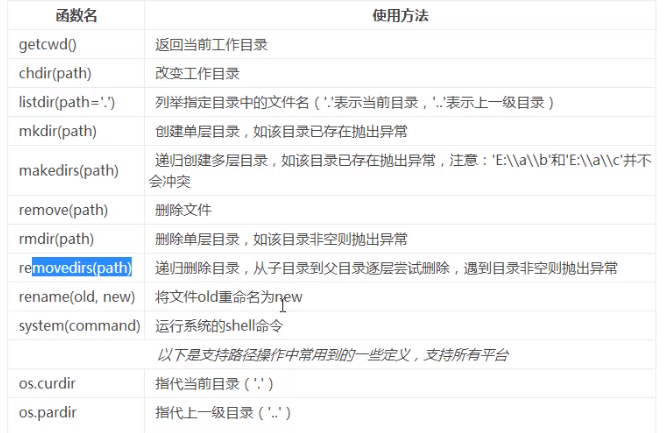 函数名 使用方法
getcwd() 返回当前工作目录
chdir(path) 改变工作目录
listdir(path='.') 列举指定目录中的文件名（'.'表示当前目录，'..'表示上一级目录）
mkdir(path) 创建单层目录，如该目录已存在抛出异常
makedirs(path) 递归创建多层目录，如该目录已存在抛出异常，注意：'E:\\a\\b'和'E:\\a\\c'并不
会冲突
remove(path) 删除文件
rmdir(path) 删除单层目录，如该目录非空则抛出异常
removedirs(path) 递归删除目录，从子目录到父目录逐层尝试删除，遇到目录非空则抛出异常
rename(old, new) 将文件old重命名为new
system(command) 运行系统的shell命令
以下是支持路径操作中常用到的一些定义，支持所有平台
os.curdir 指代当前目录（'.'）
os.pardir 指代上一级目录（'..'）